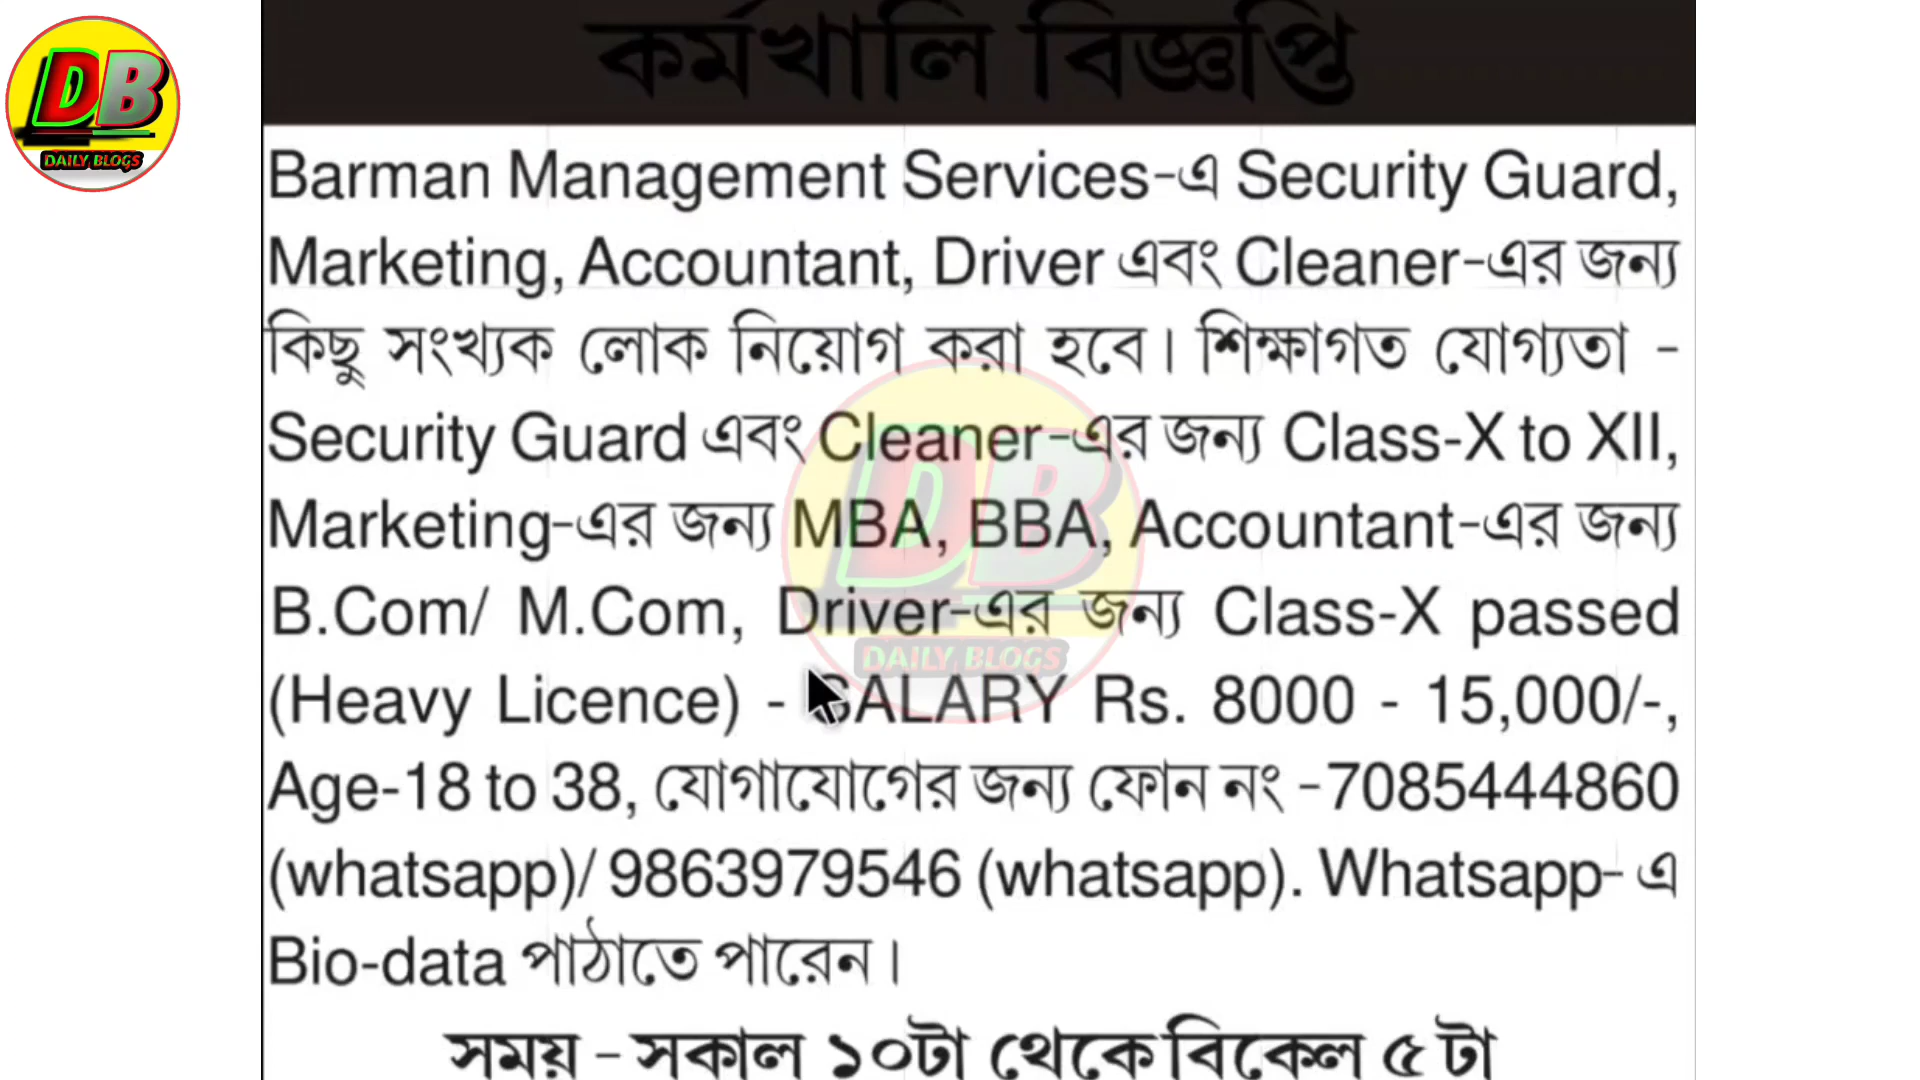 DB
DAILY BLOGS
কর্মখালি বিজ্ঞপ্তি
Barman Management Services-এ Security Guard,
Marketing, Accountant, Driver এবং Cleaner-এর জন্য
কিছু সংখ্যক লোক নিয়োগ করা হবে। শিক্ষাগত যোগ্যতা -
Security Guard এবং Cleaner-এর জন্য Class-X to XII,
Marketing-এর জন্য MBA, BBA, Accountant-এর জন্য
B.Com/ M.Com, Driver-এর জন্য Class-X passed
(Heavy Licence) - SALARY Rs. 8000 - 15,000/-,
Age-18 to 38, যোগাযোগের জন্য ফোন নং -7085444860
(whatsapp)/ 9863979546 (whatsapp). Whatsapp- এ
Bio-data পাঠাতে পারেন।
সময় - সকাল ১০টা থেকে বিকেল ৫ টা
DB
DAILY BLOGS